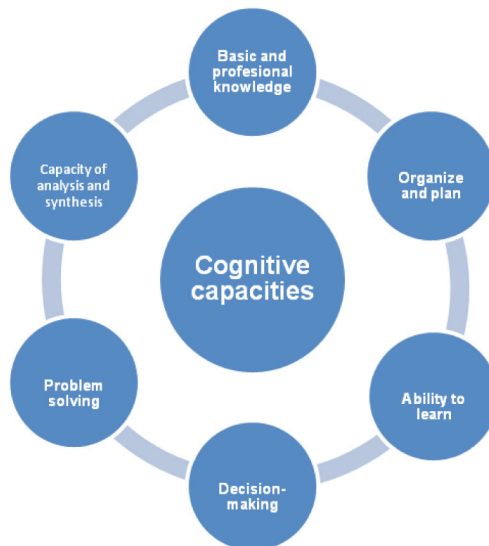 Basic and
profesional
knowledge
Organize
and plan
Ability to
learn
Decision-
making
Problem
solving
Capacity of
analysis and
synthesis
Cognitive
capacities